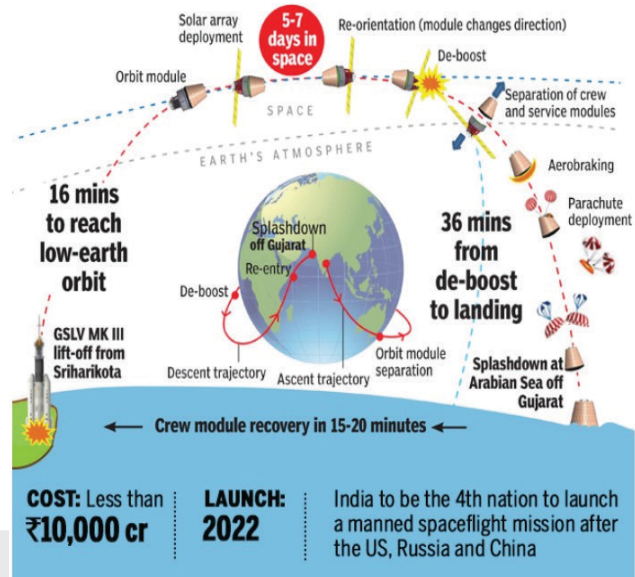 Solar array
deployment
5-7
days in
space
Re-orientation (module changes direction)
De-boost
Orbit module
SPACE
Separation of crew
and service modules
EARTH'S ATMOSPHERE
Aerobraking
16 mins
to reach
low-earth
orbit
Parachute
deployment
36 mins
from
de-boost
to landing
Splashdown
off Gujarat
Re-entry
De-boost
GSLV MK III
lift-off from
Sriharikota
Descent trajectory
Ascent trajectory
Orbit module
separation
Splashdown at
Arabian Sea off
Gujarat
Crew module recovery in 15-20 minutes
COST: Less than
₹10,000 cr
LAUNCH:
2022
India to be the 4th nation to launch
a manned spaceflight mission after
the US, Russia and China